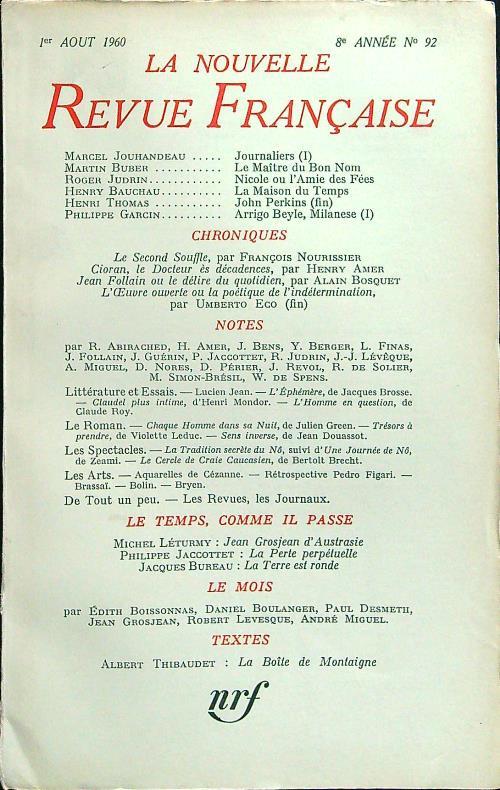 1er AOUT 1960 8e ANNÉE No 92
LA NOUVELLE
REVUE FRANÇAISE
MARCEL JOUHANDEAU ..... Journaliers (I)
MARTIN BUBER ........... Le Maître du Bon Nom
ROGER JUDRIN............ Nicole ou l'Amie des Fées
HENRY BAUCHAU.......... La Maison du Temps
HENRI THOMAS ........... John Perkins (fin)
PHILIPPE GARCIN.......... Arrigo Beyle, Milanese (I)
CHRONIQUES
Le Second Souffle, par FRANÇOIS NOURISSIER
Cioran, le Docteur ès décadences, par HENRY AMER
Jean Follain ou le délire du quotidien, par ALAIN BOSQUET
L'Œuvre ouverte ou la poétique de l'indétermination,
par UMBERTO ECO (fin)
NOTES
par R. ABIRACHED, H. AMER, J. BENS, Y. BERGER, L. FINAS,
J. FOLLAIN, J. GUÉRIN, P. JACCOTTET, R. JUDRIN, J.-J. LÉVÊQUE,
A. MIGUEL, D. NORES, D. PÉRIER, J. REVOL, R. DE SOLIER,
M. SIMON-BRÉSIL, W. DE SPENS.
Littérature et Essais. — Lucien Jean. — L'Éphémère, de Jacques Brosse.
— Claudel plus intime, d'Henri Mondor. — L'Homme en question, de
Claude Roy.
Le Roman. — Chaque Homme dans sa Nuit, de Julien Green. — Trésors à
prendre, de Violette Leduc. — Sens inverse, de Jean Douassot.
Les Spectacles. — La Tradition secrète du Nô, suivi d'Une Journée de Nô,
de Zeami. — Le Cercle de Craie Caucasien, de Bertolt Brecht.
Les Arts. — Aquarelles de Cézanne. — Rétrospective Pedro Figari. —
Brassaï. — Bolin. — Bryen.
De Tout un peu. — Les Revues, les Journaux.
LE TEMPS, COMME IL PASSE
MICHEL LÉTURMY : Jean Grosjean d'Austrasie
PHILIPPE JACCOTTET : La Perte perpétuelle
JACQUES BUREAU : La Terre est ronde
LE MOIS
par ÉDITH BOISSONNAS, DANIEL BOULANGER, PAUL DESMETH,
JEAN GROSJEAN, ROBERT LEVESQUE, ANDRÉ MIGUEL.
TEXTES
ALBERT THIBAUDET : La Boîte de Montaigne
nrf